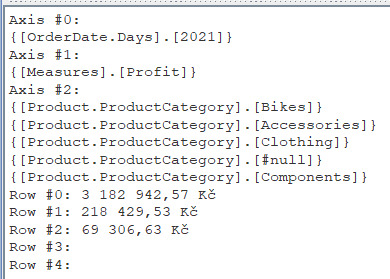 Axis #0:
{[OrderDate.Days].[2021]}
Axis #1:
{[Measures].[Profit]}
Axis #2:
{[Product.ProductCategory].[Bikes]}
{[Product.ProductCategory].[Accessories]}
{[Product.ProductCategory].[Clothing]}
{[Product.ProductCategory].[#null]}
{[Product.ProductCategory].[Components]}
Row #0: 3 182 942,57 Kč
Row #1: 218 429,53 Kč
Row #2: 69 306,63 Kč
Row #3:
Row #4: